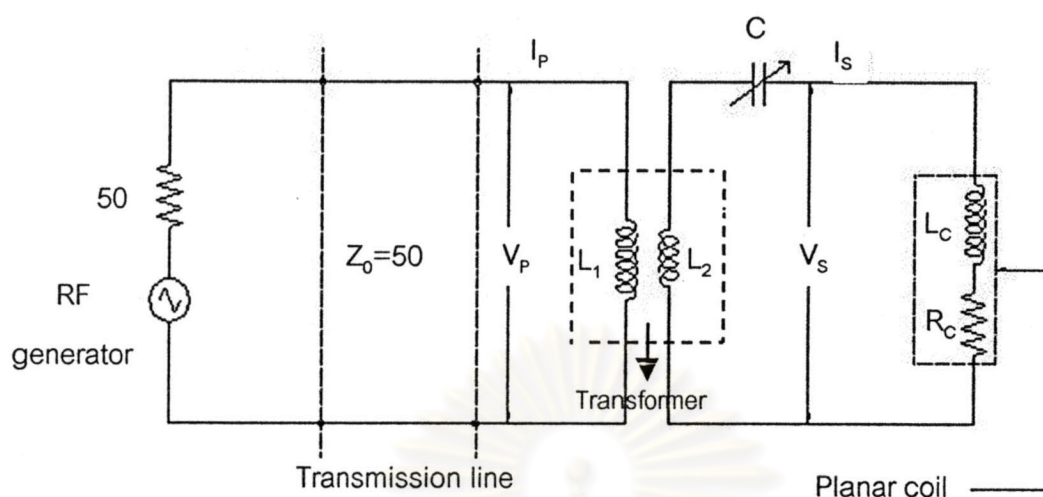 C
I_P
I_S
50
Z_0=50
V_P
L_1
L_2
V_S
L_C
R_C
RF
generator
Transformer
Transmission line
Planar coil